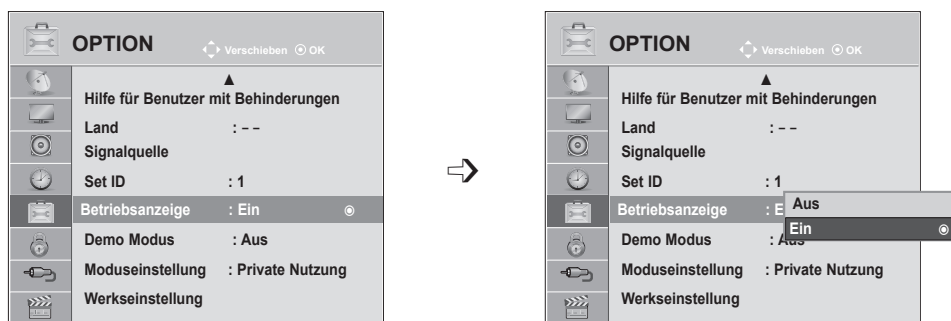 OPTION
Verschieben OK
▲
Hilfe für Benutzer mit Behinderungen
Land : – –
Signalquelle
Set ID : 1
Betriebsanzeige : Ein
Demo Modus : Aus
Moduseinstellung : Private Nutzung
Werkseinstellung
OPTION
Verschieben OK
▲
Hilfe für Benutzer mit Behinderungen
Land : – –
Signalquelle
Set ID : 1
Betriebsanzeige : E
Aus
Ein
Demo Modus : Aus
Moduseinstellung : Private Nutzung
Werkseinstellung